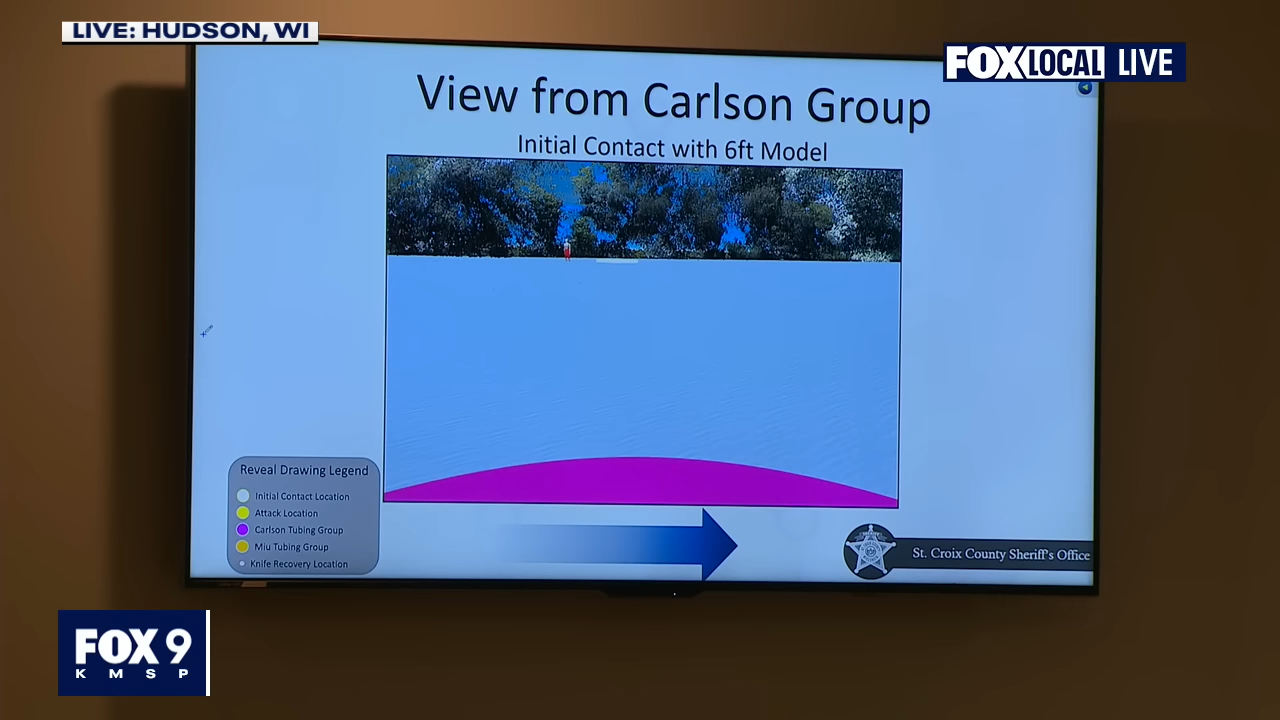 LIVE: HUDSON, WI
FOX LOCAL LIVE
View from Carlson Group
Initial Contact with 6ft Model
Reveal Drawing Legend
Initial Contact Location
Attack Location
Carlson Tubing Group
Miu Tubing Group
Knife Recovery Location
St. Croix County Sheriff's Office
FOX 9
KMSP